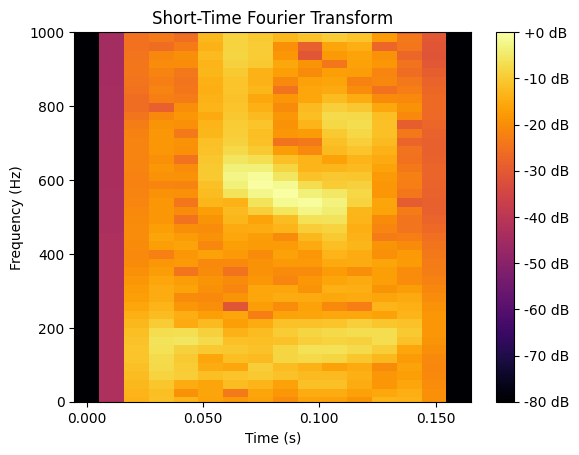 Short-Time Fourier Transform
1000
800
600
400
200
0
Frequency (Hz)
0.000
0.050
0.100
0.150
Time (s)
+0 dB
-10 dB
-20 dB
-30 dB
-40 dB
-50 dB
-60 dB
-70 dB
-80 dB